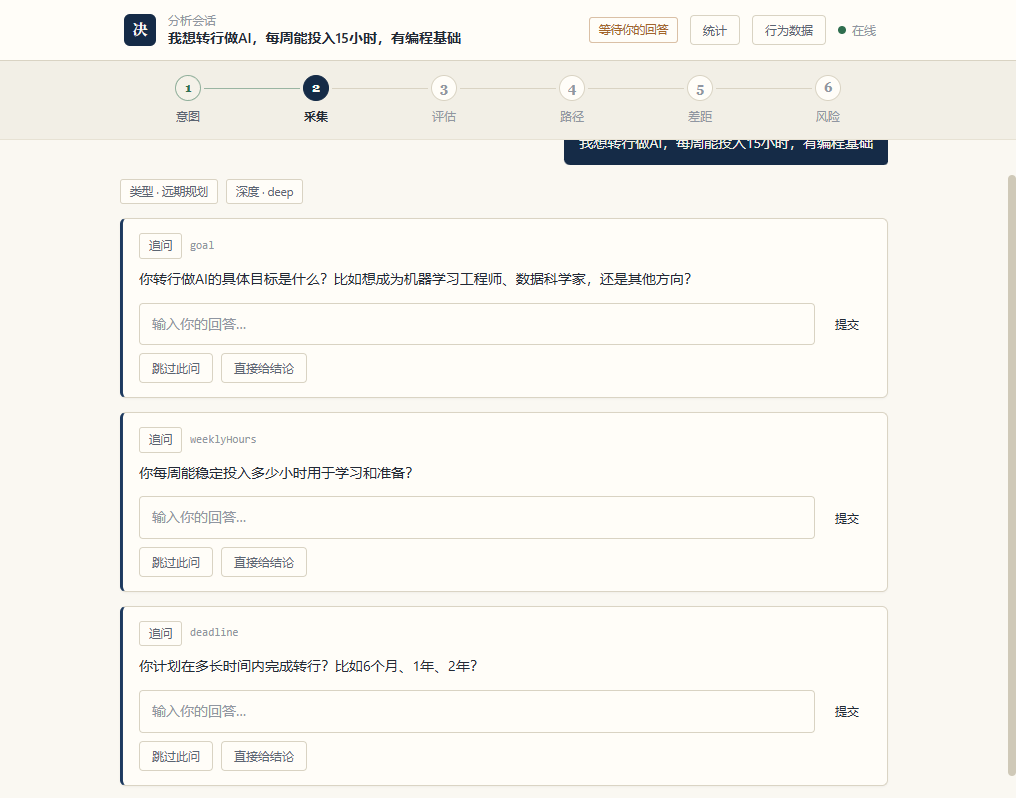 决
分析会话
我想转行做AI，每周能投入15小时，有编程基础
等待你的回答
统计
行为数据
在线
1
2
3
4
5
6
意图
采集
评估
路径
差距
风险
我想转行做AI，每周能投入15小时，有编程基础
类型 · 远期规划
深度 · deep
追问 goal
你转行做AI的具体目标是什么？比如想成为机器学习工程师、数据科学家，还是其他方向？
输入你的回答...
提交
跳过此问
直接给结论
追问 weeklyHours
你每周能稳定投入多少小时用于学习和准备？
输入你的回答...
提交
跳过此问
直接给结论
追问 deadline
你计划在多长时间内完成转行？比如6个月、1年、2年？
输入你的回答...
提交
跳过此问
直接给结论